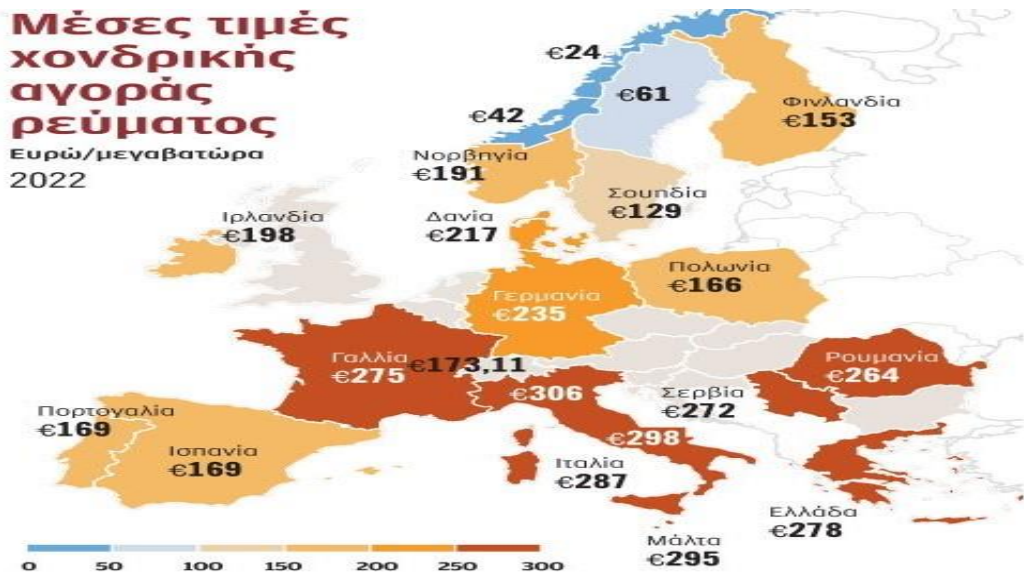 Μέσες τιμές
χονδρικής
αγοράς
ρεύματος
Ευρώ/μεγαβατώρα
2022
€24
€61
€42
Φινλανδία
€153
Νορβηγία
€191
Σουηδία
€129
Ιρλανδία
€198
Δανία
€217
Πολωνία
€166
Γερμανία
€235
Γαλλία
€275
€173,11
Ρουμανία
€264
€306
Σερβία
€272
Πορτογαλία
€169
Ισπανία
€169
€298
Ιταλία
€287
Ελλάδα
€278
Μάλτα
€295
0 50 100 150 200 250 300